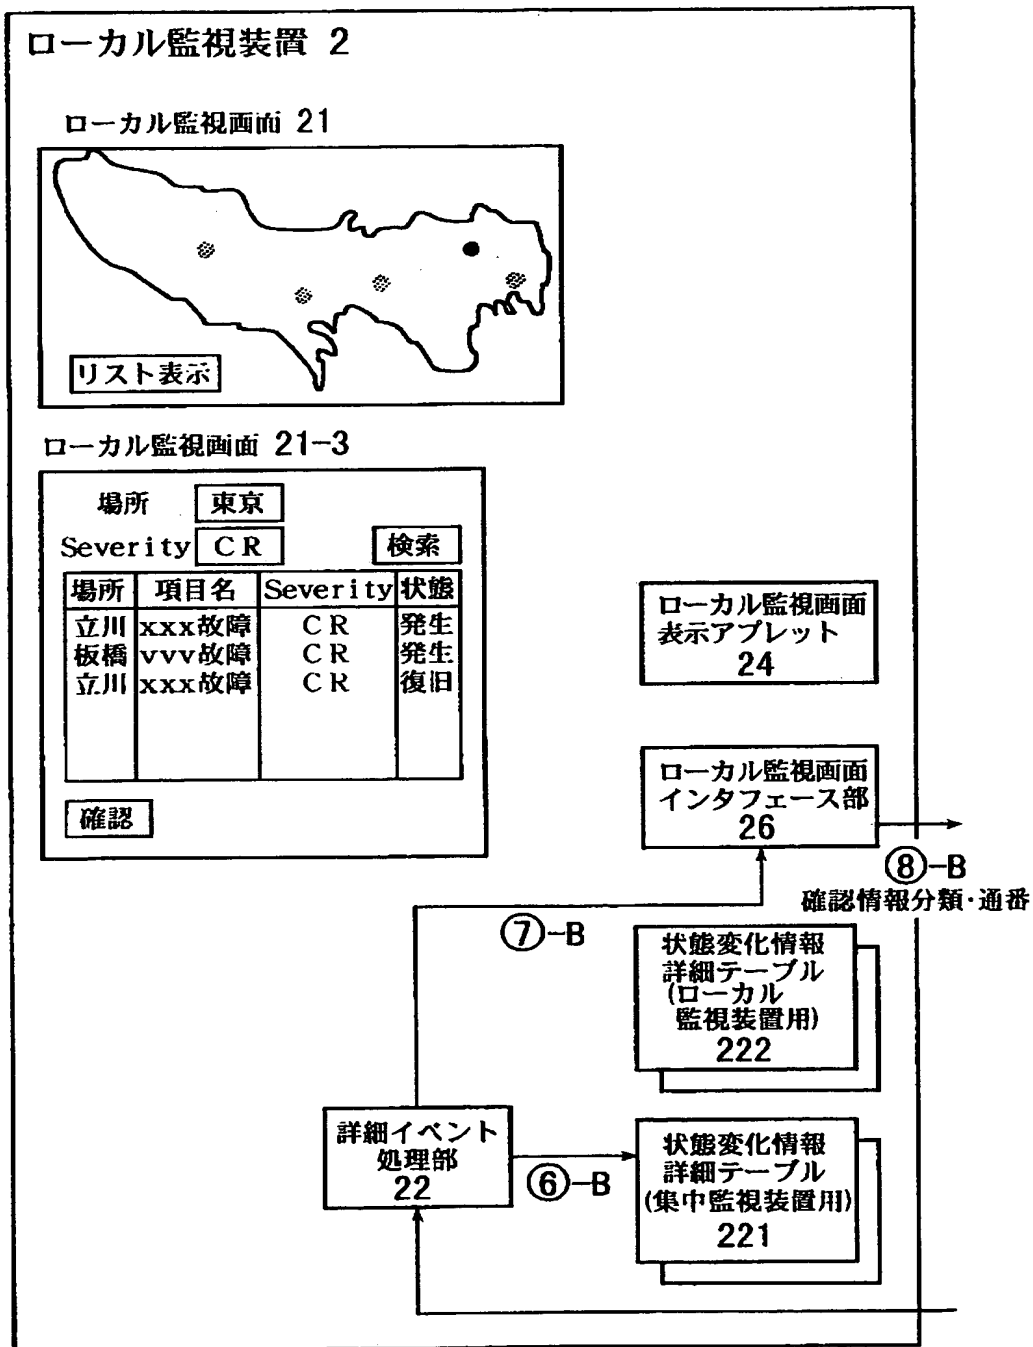 ローカル監視装置 2
ローカル監視画面 21
リスト表示
ローカル監視画面 21-3
場所 東京
Severity CR 検索
場所 項目名 Severity 状態
立川 xxx故障 CR 発生
板橋 vvv故障 CR 発生
立川 xxx故障 CR 復旧
確認
ローカル監視画面
表示アプレット
24
ローカル監視画面
インタフェース部
26
⑧-B
確認情報分類・通番
⑦-B
状態変化情報
詳細テーブル
(ローカル
監視装置用)
222
詳細イベント
処理部
22
⑥-B
状態変化情報
詳細テーブル
(集中監視装置用)
221